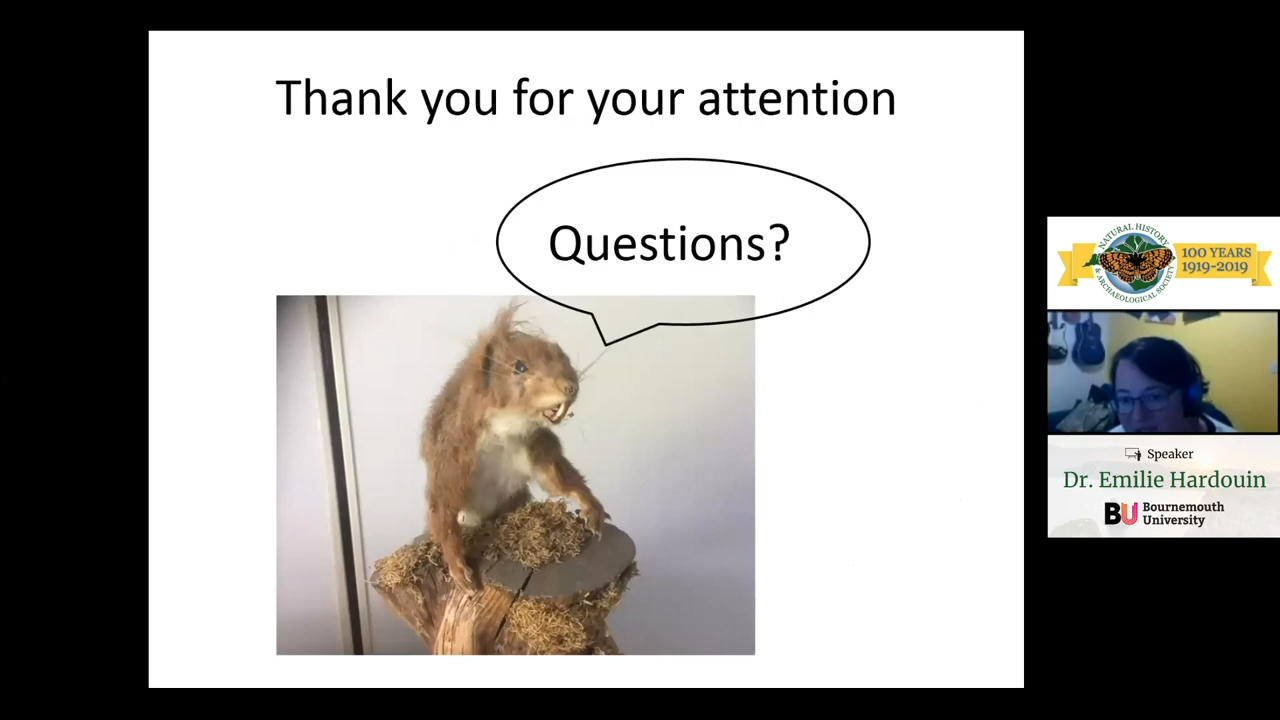 Thank you for your attention
Questions?
NATURAL HISTORY
& ARCHAEOLOGICAL SOCIETY
100 YEARS
1919-2019
Speaker
Dr. Emilie Hardouin
BU Bournemouth
University